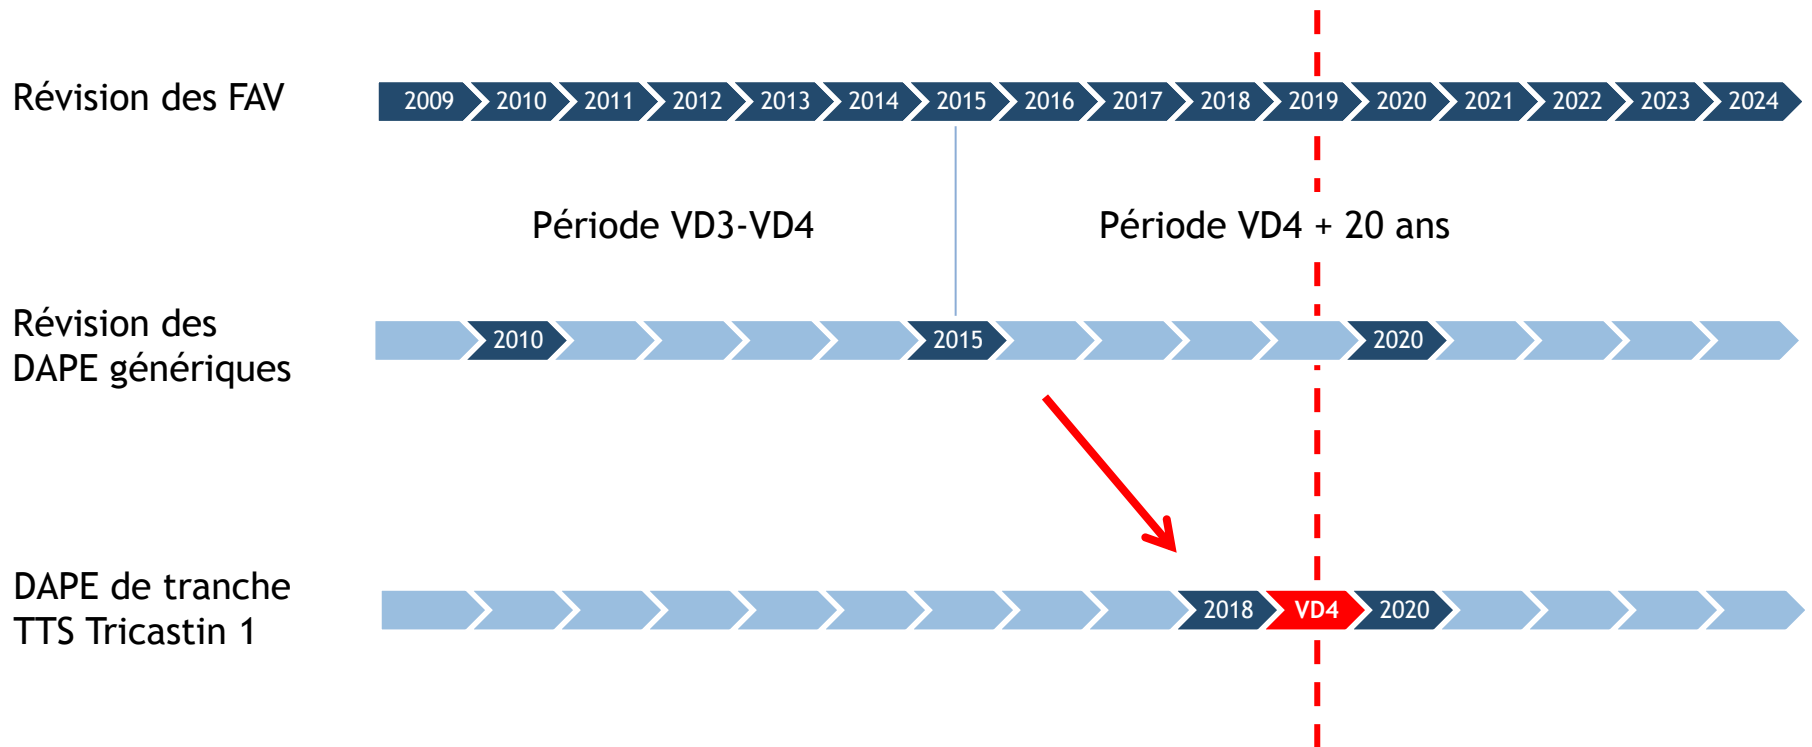 Révision des FAV
2009 2010 2011 2012 2013 2014 2015 2016 2017 2018 2019 2020 2021 2022 2023 2024
Période VD3-VD4
Période VD4 + 20 ans
Révision des
DAPE génériques
2010 2015 2020
DAPE de tranche
TTS Tricastin 1
2018 VD4 2020